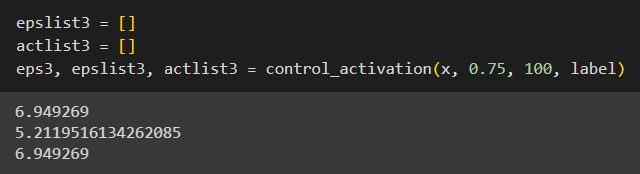 epslist3 = []
actlist3 = []
eps3, epslist3, actlist3 = control_activation(x, 0.75, 100, label)
6.949269
5.2119516134262085
6.949269